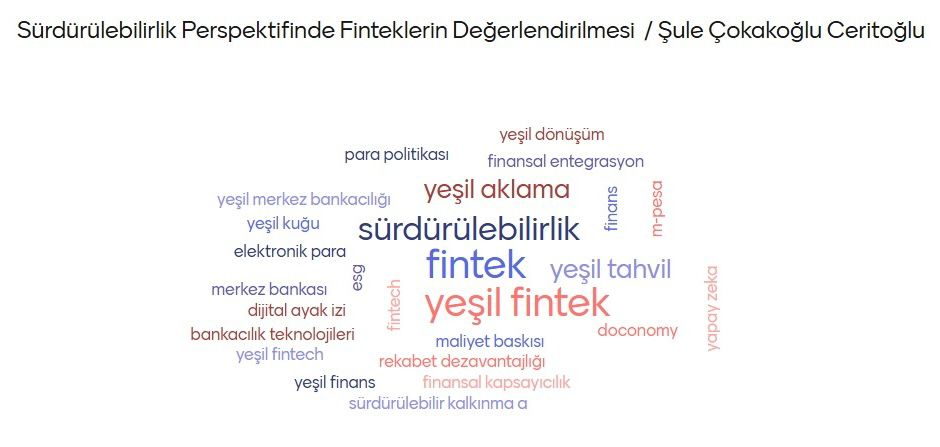 Sürdürülebilirlik Perspektifinde Finteklerin Değerlendirilmesi / Şule Çokakoğlu Ceritoğlu
yeşil dönüşüm
para politikası
finansal entegrasyon
yeşil aklama
yeşil merkez bankacılığı
finans
m-pesa
yeşil kuğu
sürdürülebilirlik
elektronik para
fintek
yeşil tahvil
esg
merkez bankası
fintech
yeşil fintek
yapay zeka
dijital ayak izi
bankacılık teknolojileri
doconomy
maliyet baskısı
yeşil fintech
rekabet dezavantajlığı
yeşil finans
finansal kapsayıcılık
sürdürülebilir kalkınma a